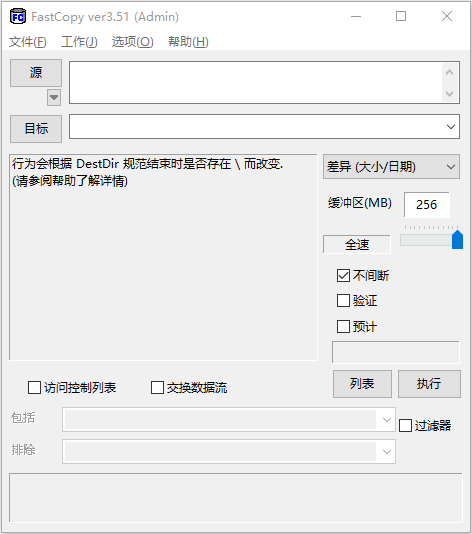 FastCopy ver3.51 (Admin)
文件(F) 工作(J) 选项(O) 帮助(H)
源
目标
行为会根据 DestDir 规范结束时是否存在 \ 而改变.
(请参阅帮助了解详情)
差异 (大小/日期)
缓冲区(MB) 256
全速
不间断
验证
预计
访问控制列表 交换数据流 列表 执行
包括
过滤器
排除